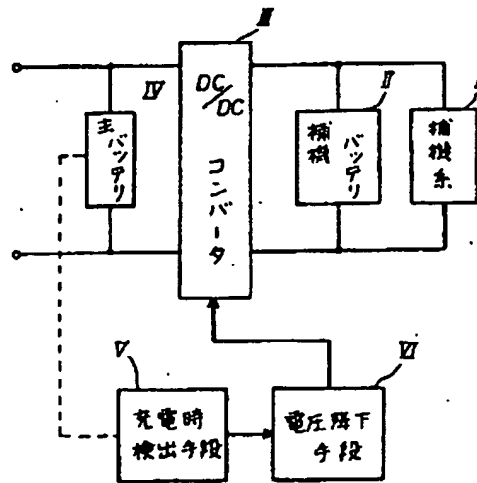 III
IV
DC/DC
コンバータ
主バッテリ
II
補機バッテリ
補機系
V
充電時
検出手段
VI
電圧降下
手段